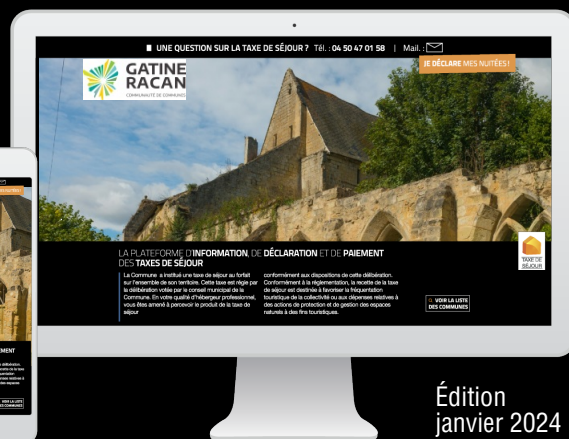 UNE QUESTION SUR LA TAXE DE SÉJOUR ? Tél. : 04 50 47 01 58 | Mail. :
JE DÉCLARE MES NUITÉES !
GATINE
RACAN
COMMUNAUTÉ DE COMMUNES
LA PLATEFORME D'INFORMATION, DE DÉCLARATION ET DE PAIEMENT
DES TAXES DE SÉJOUR
La Commune a institué une taxe de séjour au forfait
sur l'ensemble de son territoire. Cette taxe est régie par
la délibération votée par le conseil municipal de la
Commune. En votre qualité d'hébergeur professionnel,
vous êtes amené à percevoir le produit de la taxe de
séjour
conformément aux dispositions de cette délibération.
Conformément à la réglementation, la recette de la taxe
de séjour est destinée à favoriser la fréquentation
touristique de la collectivité ou aux dépenses relatives à
des actions de protection et de gestion des espaces
naturels à des fins touristiques.
TAXE DE
SÉJOUR
VOIR LA LISTE
DES COMMUNES
Édition
janvier 2024